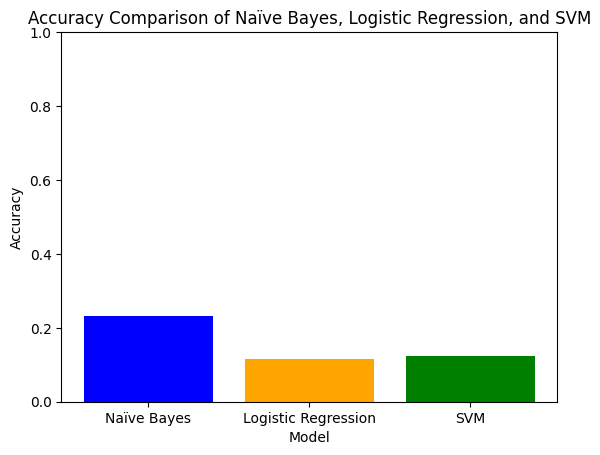 Accuracy Comparison of Naïve Bayes, Logistic Regression, and SVM
1.0
0.8
0.6
0.4
0.2
0.0
Accuracy
Naïve Bayes
Logistic Regression
SVM
Model